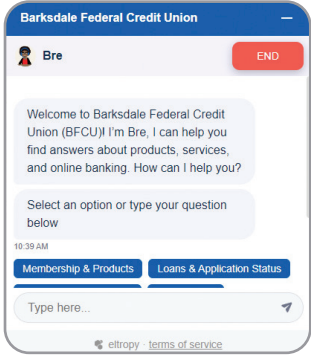 Barksdale Federal Credit Union
Bre
END
Welcome to Barksdale Federal Credit
Union (BFCU)! I'm Bre, I can help you
find answers about products, services,
and online banking. How can I help you?
Select an option or type your question
below
10:39 AM
Membership & Products
Loans & Application Status
Type here...
eltropy · terms of service